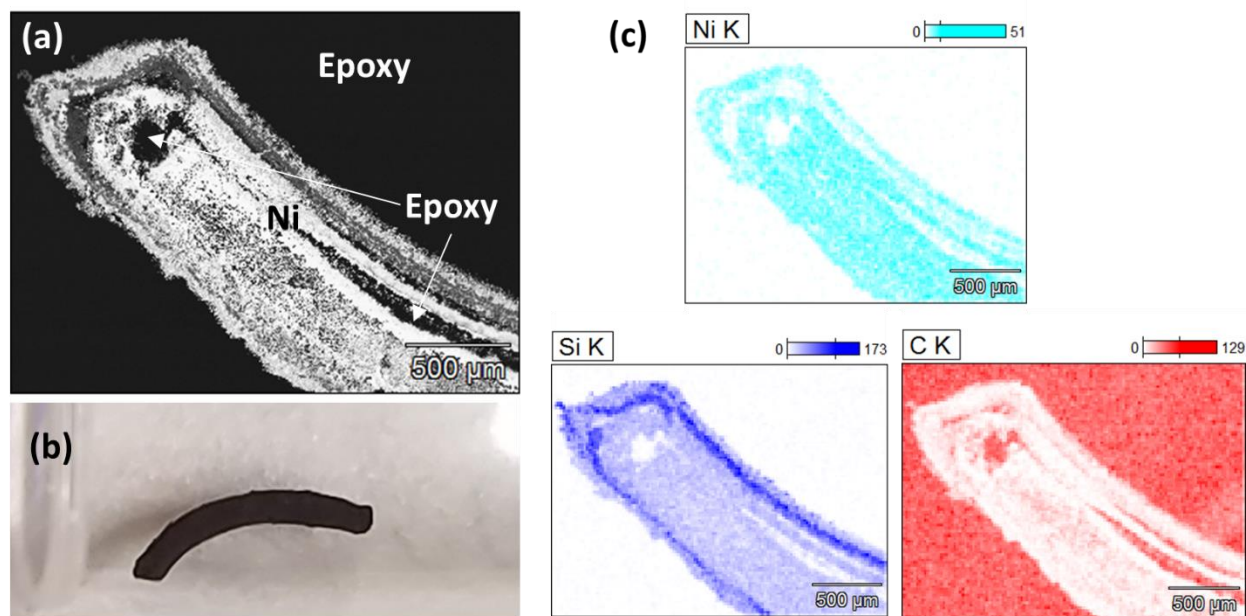 (a)
Epoxy
Epoxy
Ni
500 µm
(b)
(c)
Ni K
0 51
500 µm
Si K
0 173
500 µm
C K
0 129
500 µm